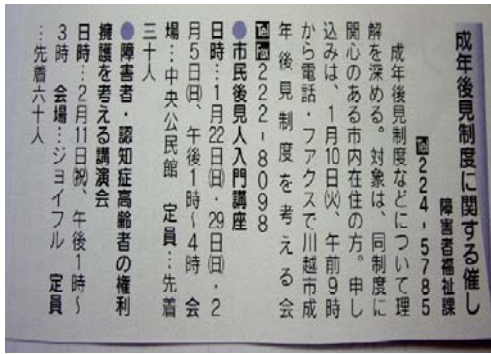 成年後見制度に関する催し
障害者福祉課
Tel 224-5785
成年後見制度などについて理
解を深める。対象は、同制度に
関心のある市内在住の方。申し
込みは、1月10日㈫、午前9時
から電話・ファクスで川越市成
年後見制度を考える会
Tel Fax 222-8098
●市民後見人入門講座
日時…1月22日㈰・29日㈰・2
月5日㈰、午後1時〜4時 会
場…中央公民館 定員…先着
三十人
●障害者・認知症高齢者の権利
擁護を考える講演会
日時…2月11日㈷、午後1時〜
3時 会場…ジョイフル 定員
…先着六十人